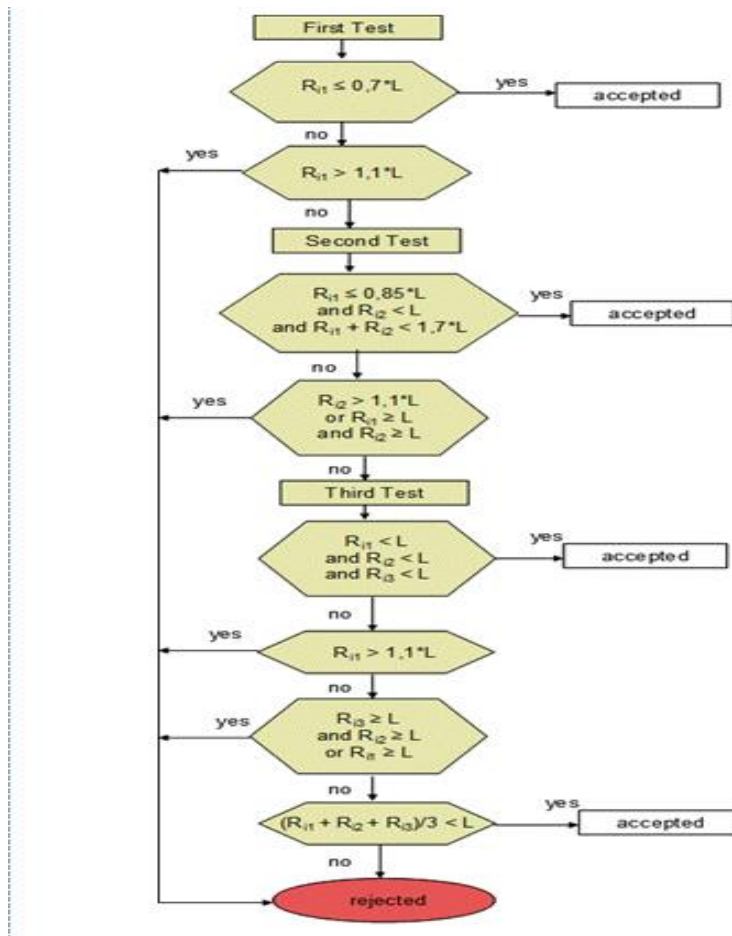 First Test
Ri1 ≤ 0,7*L
yes
accepted
no
yes
Ri1 > 1,1*L
no
Second Test
Ri1 ≤ 0,85*L
and Ri2 < L
and Ri1 + Ri2 < 1,7*L
yes
accepted
no
yes
Ri2 > 1,1*L
or Ri1 ≥ L
and Ri2 ≥ L
no
Third Test
Ri1 < L
and Ri2 < L
and Ri3 < L
yes
accepted
no
yes
Ri1 > 1,1*L
no
yes
Ri3 ≥ L
and Ri2 ≥ L
or Ri1 ≥ L
no
(Ri1 + Ri2 + Ri3)/3 < L
yes
accepted
no
rejected